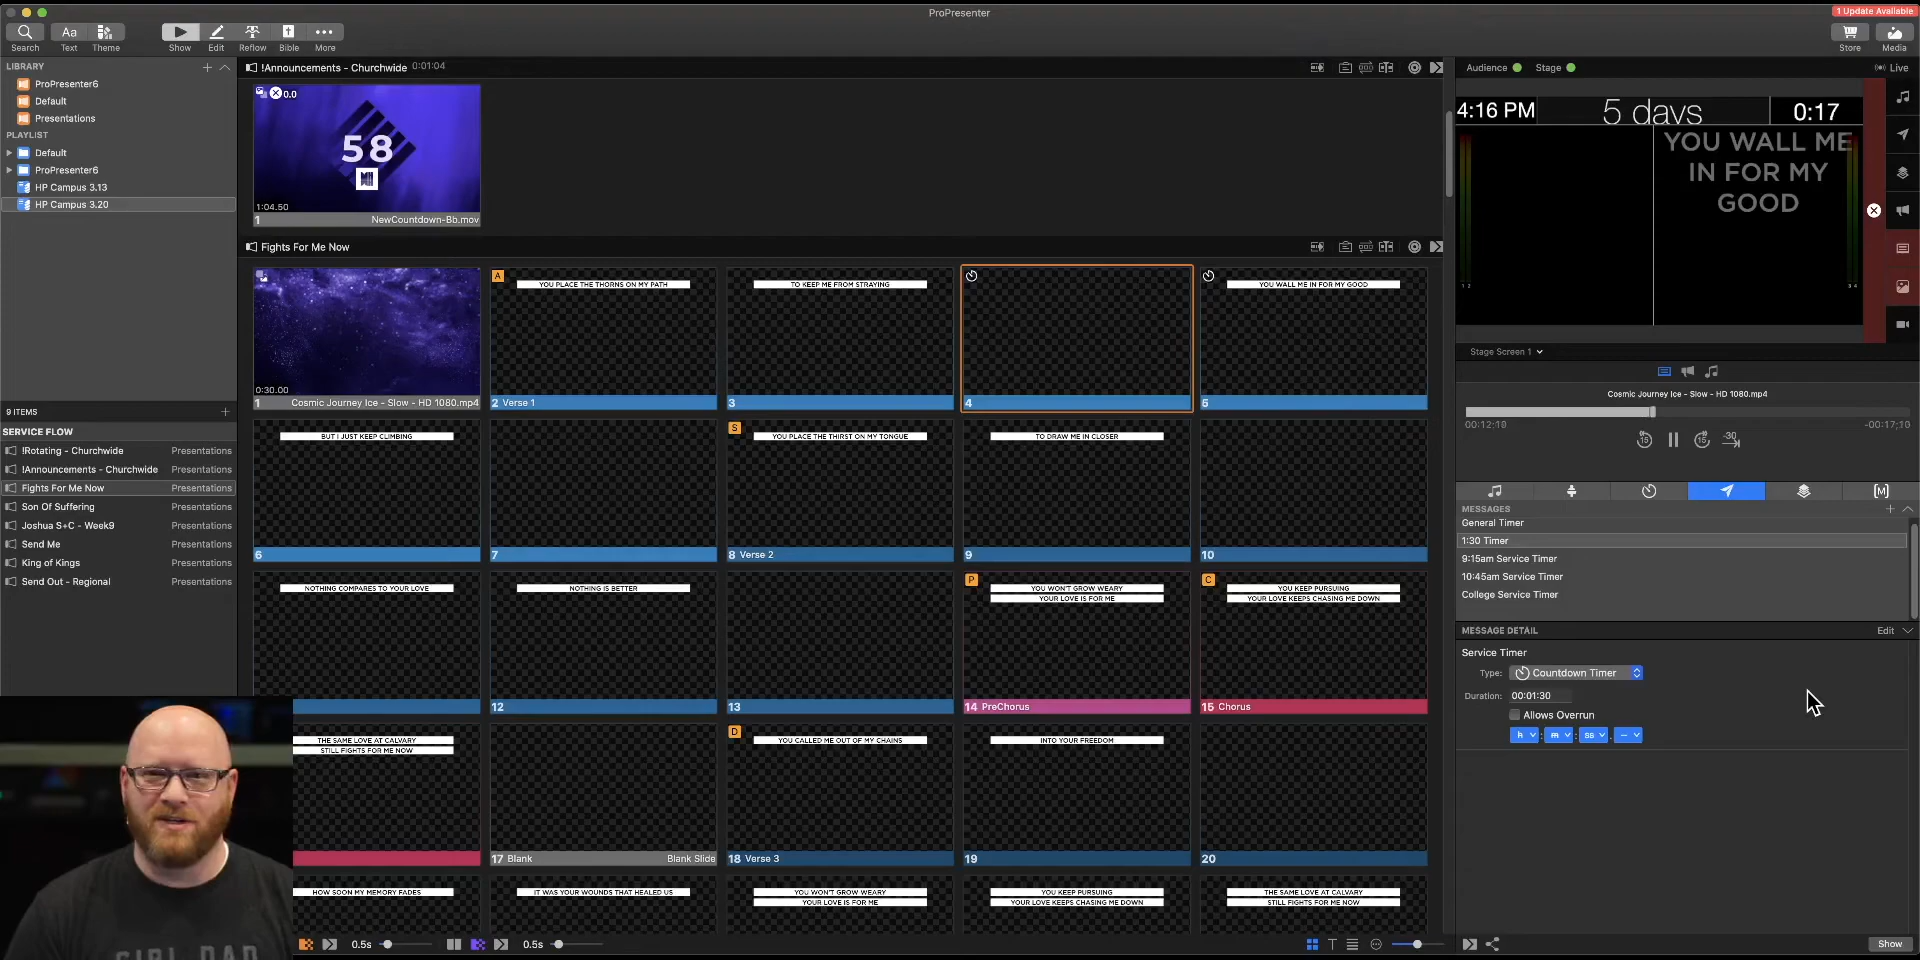 ProPresenter
1 Update Available
Search
Aa
Text
Theme
Show
Edit
Reflow
Bible
More
Store
Media
LIBRARY
ProPresenter6
Default
Presentations
PLAYLIST
Default
ProPresenter6
HP Campus 3.13
HP Campus 3.20
9 ITEMS
SERVICE FLOW
!Rotating - Churchwide Presentations
!Announcements - Churchwide Presentations
Fights For Me Now Presentations
Son Of Suffering Presentations
Joshua S+C - Week9 Presentations
Send Me Presentations
King of Kings Presentations
Send Out - Regional Presentations
!Announcements - Churchwide 0:01:04
0.0
58
1:04.50
1 NewCountdown-Bb.mov
Fights For Me Now
0:30.00
1 Cosmic Journey Ice - Slow - HD 1080.mp4
A
YOU PLACE THE THORNS ON MY PATH
2 Verse 1
TO KEEP ME FROM STRAYING
3
4
YOU WALL ME IN FOR MY GOOD
5
BUT I JUST KEEP CLIMBING
6
7
S
YOU PLACE THE THIRST ON MY TONGUE
8 Verse 2
TO DRAW ME IN CLOSER
9
10
NOTHING COMPARES TO YOUR LOVE
NOTHING IS BETTER
12
13
P
YOU WON'T GROW WEARY
YOUR LOVE IS FOR ME
14 PreChorus
C
YOU KEEP PURSUING
YOUR LOVE KEEPS CHASING ME DOWN
15 Chorus
THE SAME LOVE AT CALVARY
STILL FIGHTS FOR ME NOW
17 Blank Blank Slide
D
YOU CALLED ME OUT OF MY CHAINS
18 Verse 3
INTO YOUR FREEDOM
19
20
HOW SOON MY MEMORY FADES
IT WAS YOUR WOUNDS THAT HEALED US
YOU WON'T GROW WEARY
YOUR LOVE IS FOR ME
YOU KEEP PURSUING
YOUR LOVE KEEPS CHASING ME DOWN
THE SAME LOVE AT CALVARY
STILL FIGHTS FOR ME NOW
0.5s
0.5s
GIRL DAD
Audience
Stage
Live
4:16 PM
5 days
0:17
YOU WALL ME
IN FOR MY
GOOD
1 2
3 4
Stage Screen 1
Cosmic Journey Ice - Slow - HD 1080.mp4
00:12;18
-00:17;10
15
15
-30
[M]
MESSAGES
General Timer
1:30 Timer
9:15am Service Timer
10:45am Service Timer
College Service Timer
MESSAGE DETAIL Edit
Service Timer
Type: Countdown Timer
Duration: 00:01:30
Allows Overrun
h : m : ss . --
Show